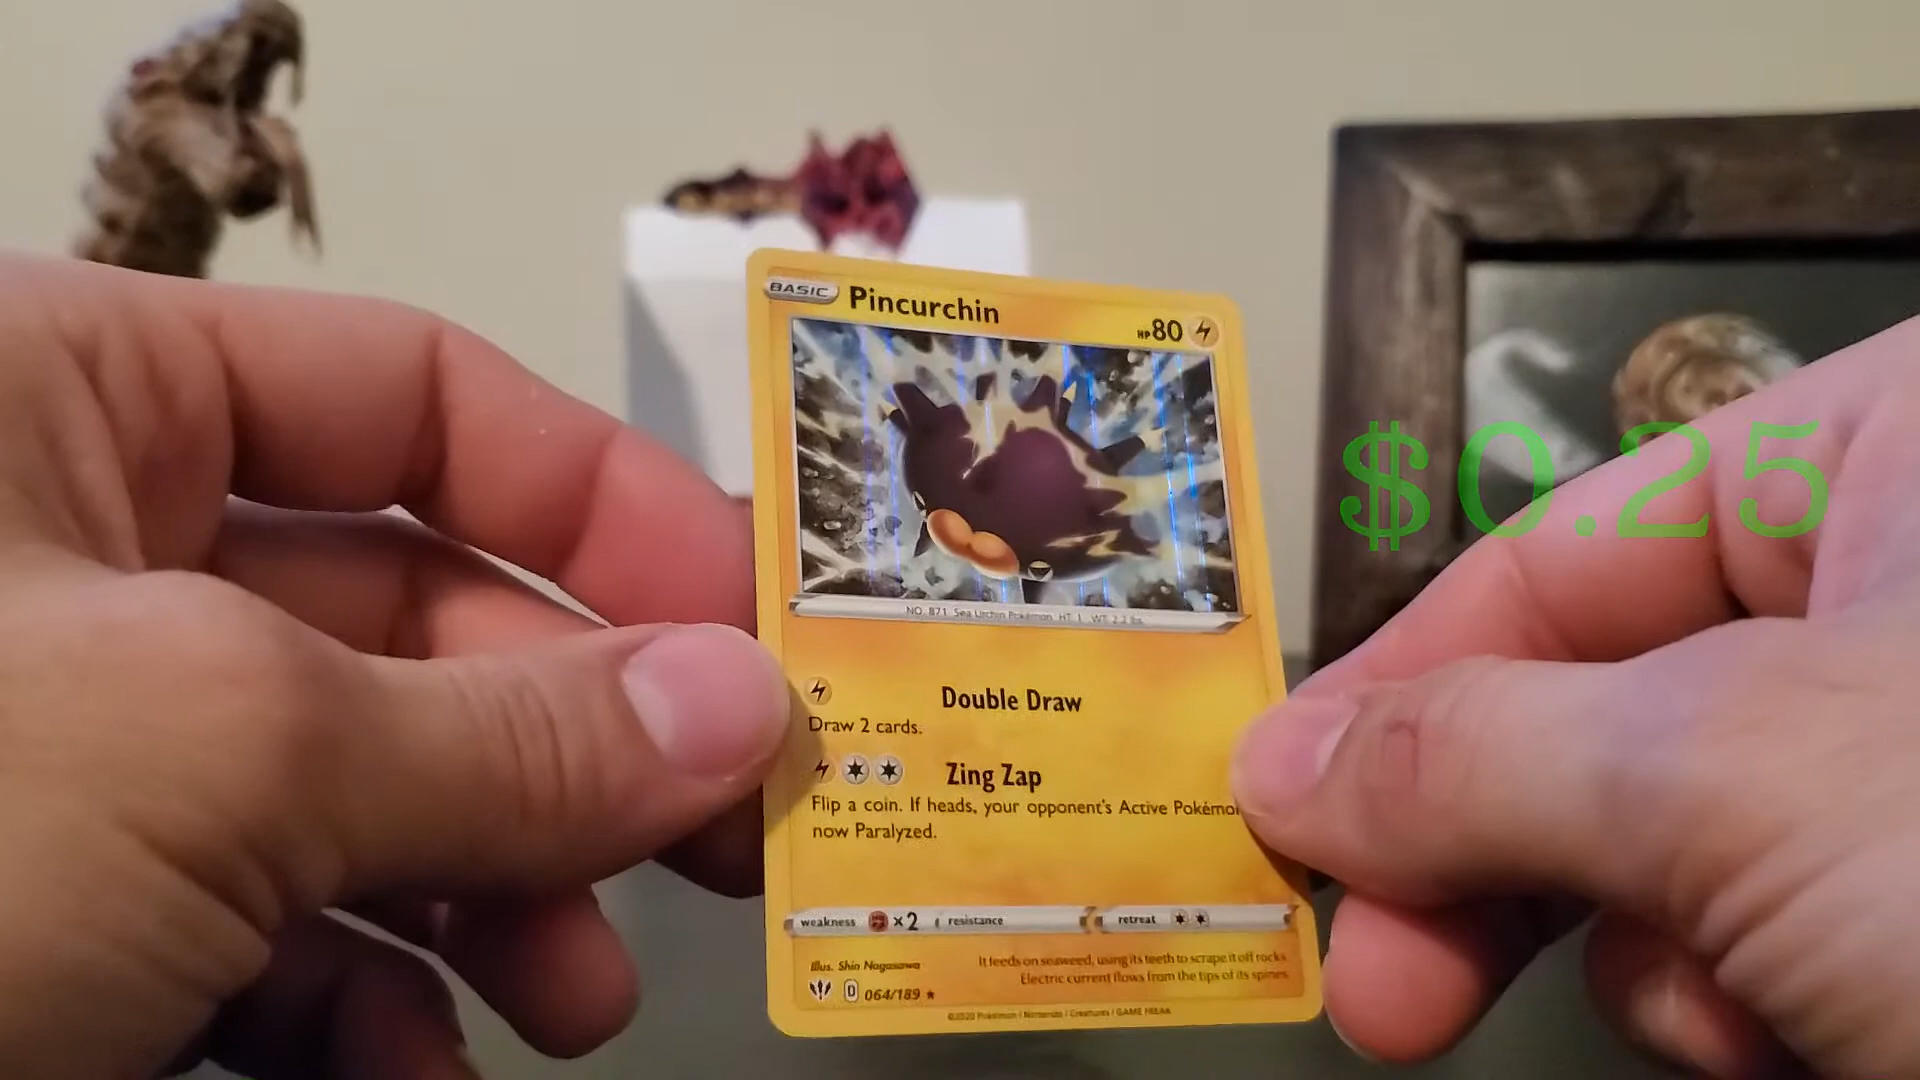 BASIC Pincurchin HP80
$0.25
NO. 871 Sea Urchin Pokémon HT: 1 WT: 2.2 lbs.
Double Draw
Draw 2 cards.
Zing Zap
Flip a coin. If heads, your opponent's Active
now Paralyzed.
weakness ×2 resistance retreat
Illus. Shin Nagasawa
It feeds on seaweed, using its teeth to scrape it off rocks.
Electric current flows from the tips of its spines.
D 064/189 ★
©2020 Pokémon / Nintendo / Creatures / GAME FREAK